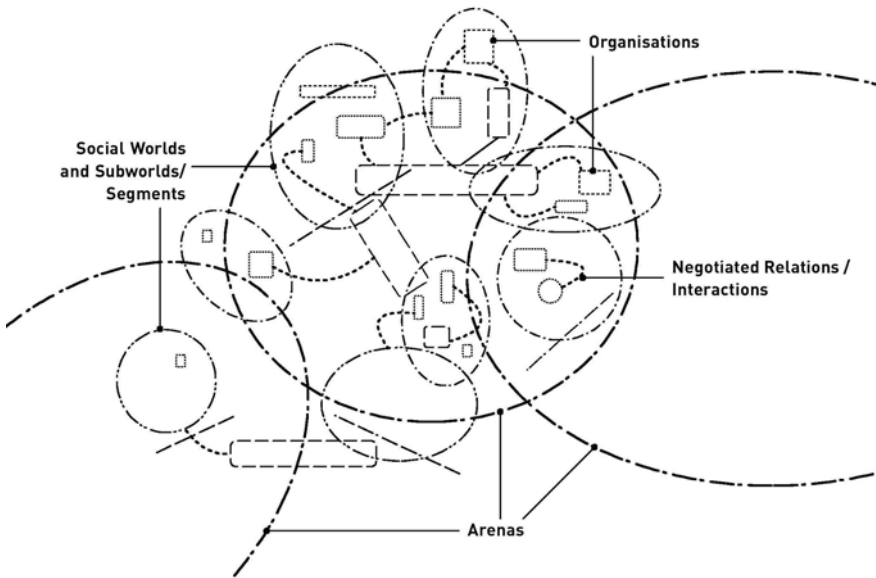 Organisations
Social Worlds
and Subworlds/
Segments
Negotiated Relations /
Interactions
Arenas